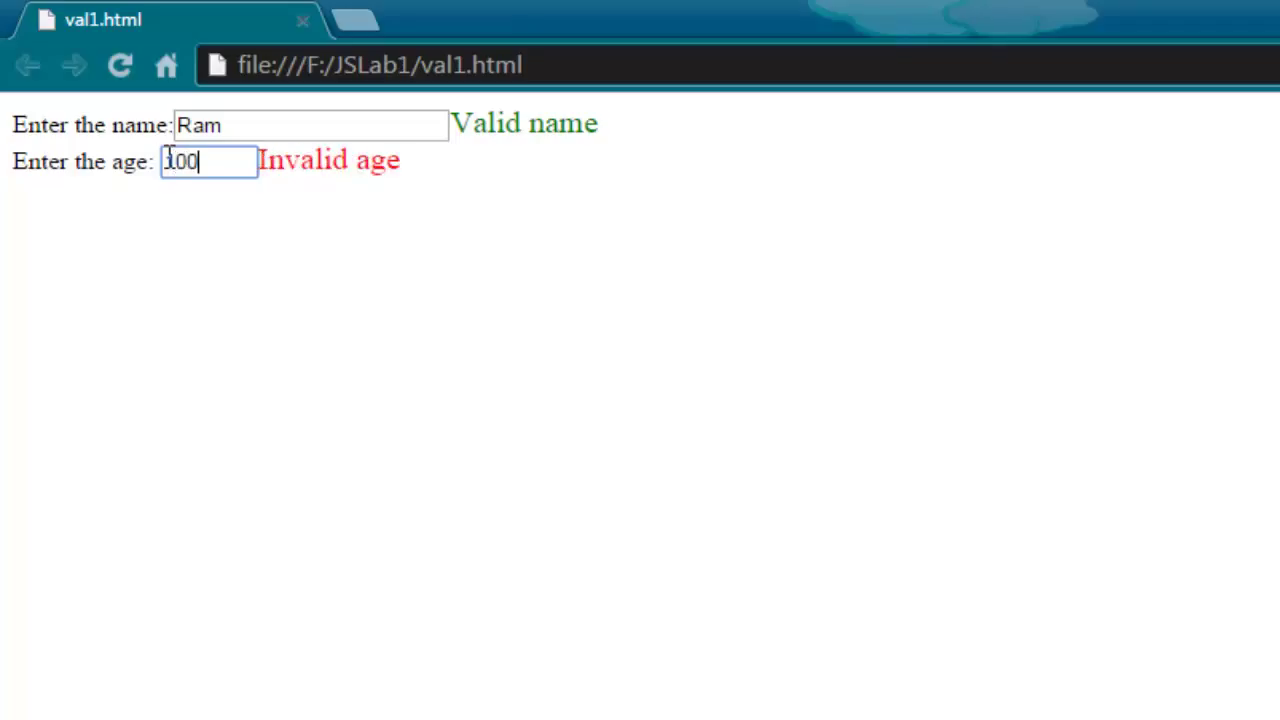 val1.html
file:///F:/JSLab1/val1.html
Enter the name:Ram Valid name
Enter the age: 100 Invalid age